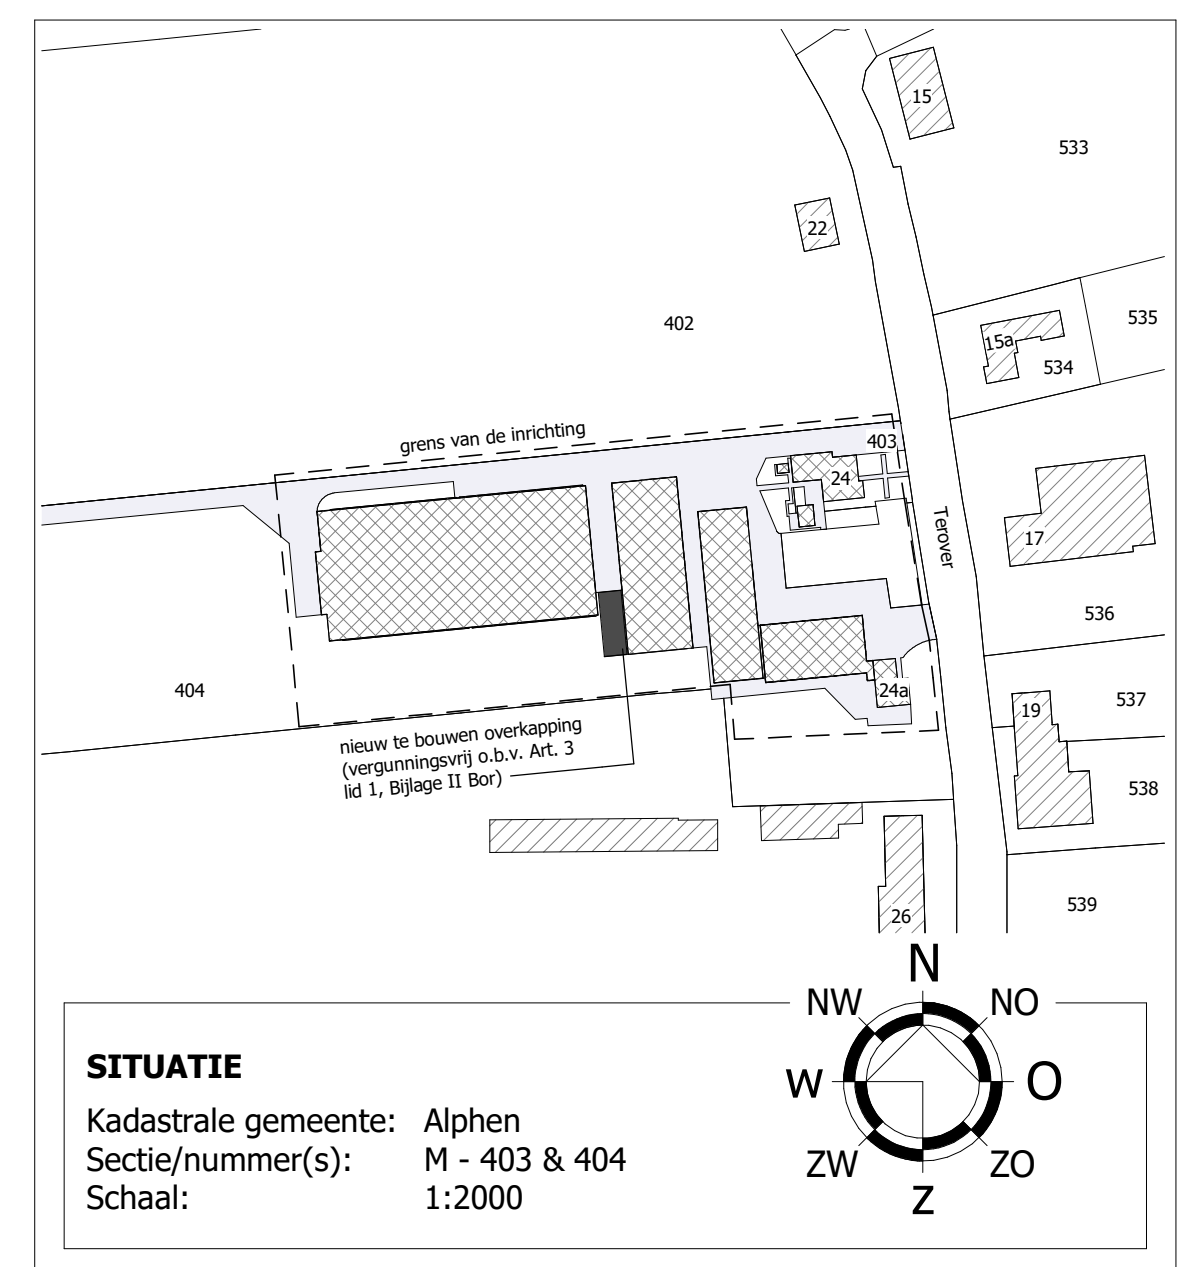 15
533
22
402
535
15a
534
grens van de inrichting
403
24
Terover
17
536
404
24a
537
19
nieuw te bouwen overkapping
(vergunningsvrij o.b.v. Art. 3
lid 1, Bijlage II Bor)
538
539
26
N
NW
NO
W
O
ZW
ZO
Z
SITUATIE
Kadastrale gemeente: Alphen
Sectie/nummer(s): M - 403 & 404
Schaal: 1:2000